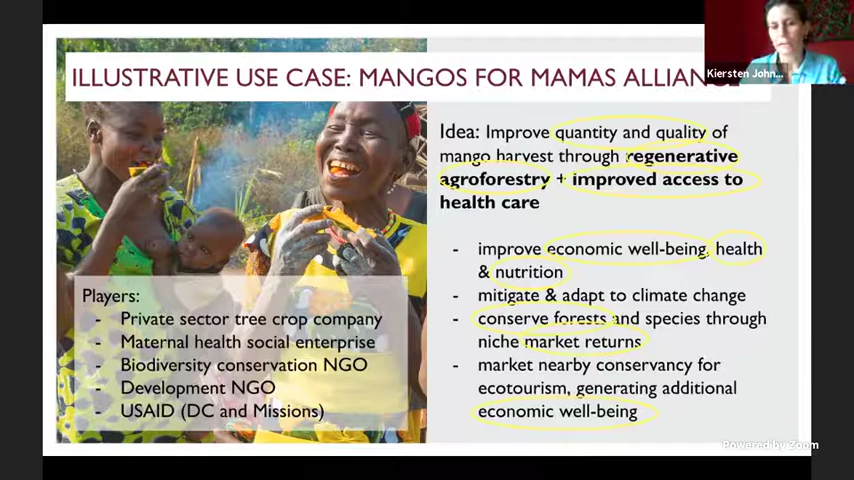 ILLUSTRATIVE USE CASE: MANGOS FOR MAMAS ALLIANC
Kiersten John...
Idea: Improve quantity and quality of
mango harvest through regenerative
agroforestry + improved access to
health care
- improve economic well-being, health
& nutrition
- mitigate & adapt to climate change
- conserve forests and species through
niche market returns
- market nearby conservancy for
ecotourism, generating additional
economic well-being
Players:
- Private sector tree crop company
- Maternal health social enterprise
- Biodiversity conservation NGO
- Development NGO
- USAID (DC and Missions)
Powered by Zoom